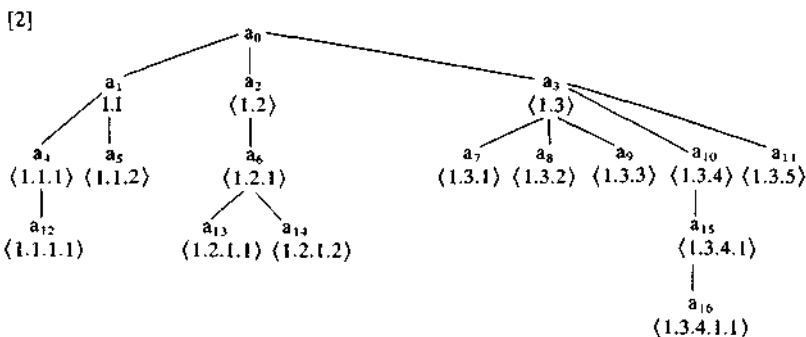 [2]
a₀
a₁ a₂ a₃
1.1 ⟨1.2⟩ ⟨1.3⟩
a₄ a₅ a₆ a₇ a₈ a₉ a₁₀ a₁₁
⟨1.1.1⟩ ⟨1.1.2⟩ ⟨1.2.1⟩ ⟨1.3.1⟩ ⟨1.3.2⟩ ⟨1.3.3⟩ ⟨1.3.4⟩ ⟨1.3.5⟩
a₁₂ a₁₃ a₁₄ a₁₅
⟨1.1.1.1⟩ ⟨1.2.1.1⟩ ⟨1.2.1.2⟩ ⟨1.3.4.1⟩
a₁₆
⟨1.3.4.1.1⟩